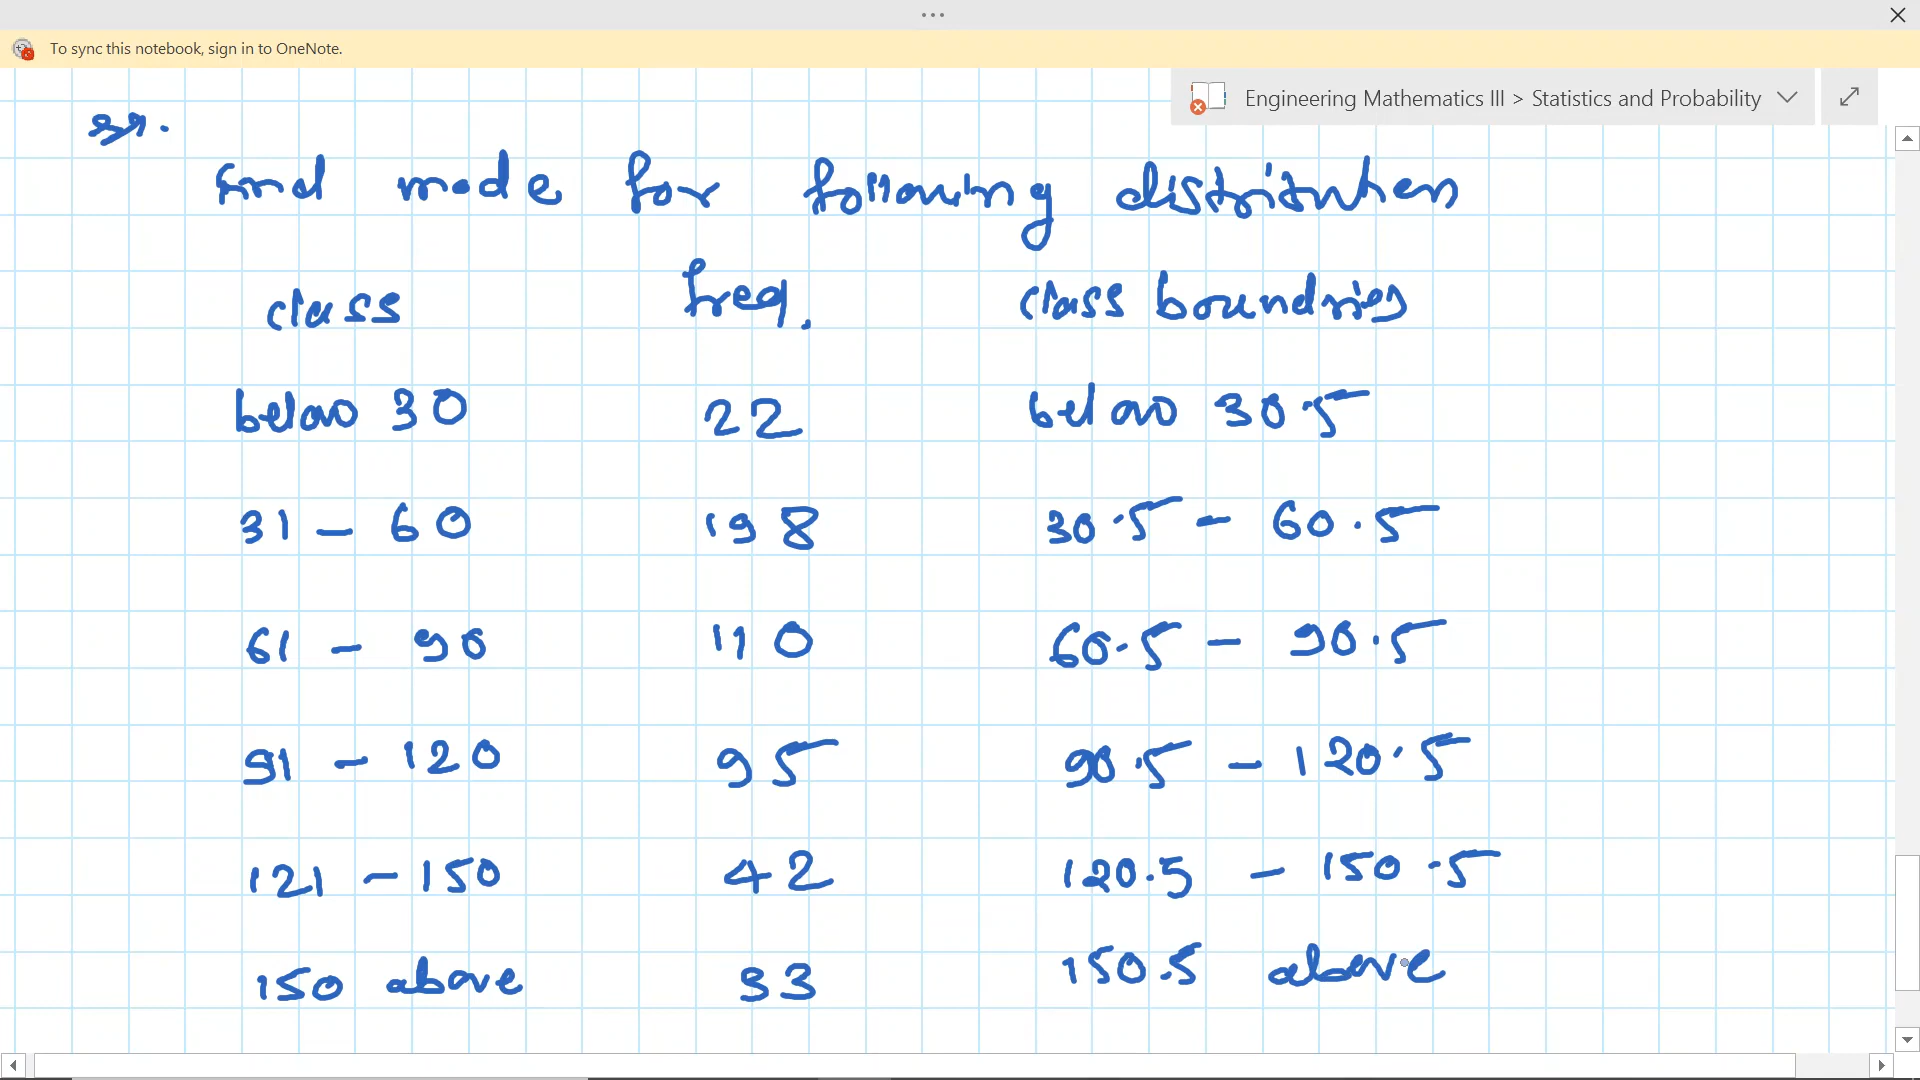 To sync this notebook, sign in to OneNote.
Engineering Mathematics III > Statistics and Probability
Find mode for following distribution
class freq. class boundries
below 30 22 below 30.5
31 - 60 198 30.5 - 60.5
61 - 90 110 60.5 - 90.5
91 - 120 95 90.5 - 120.5
121 - 150 42 120.5 - 150.5
150 above 33 150.5 above